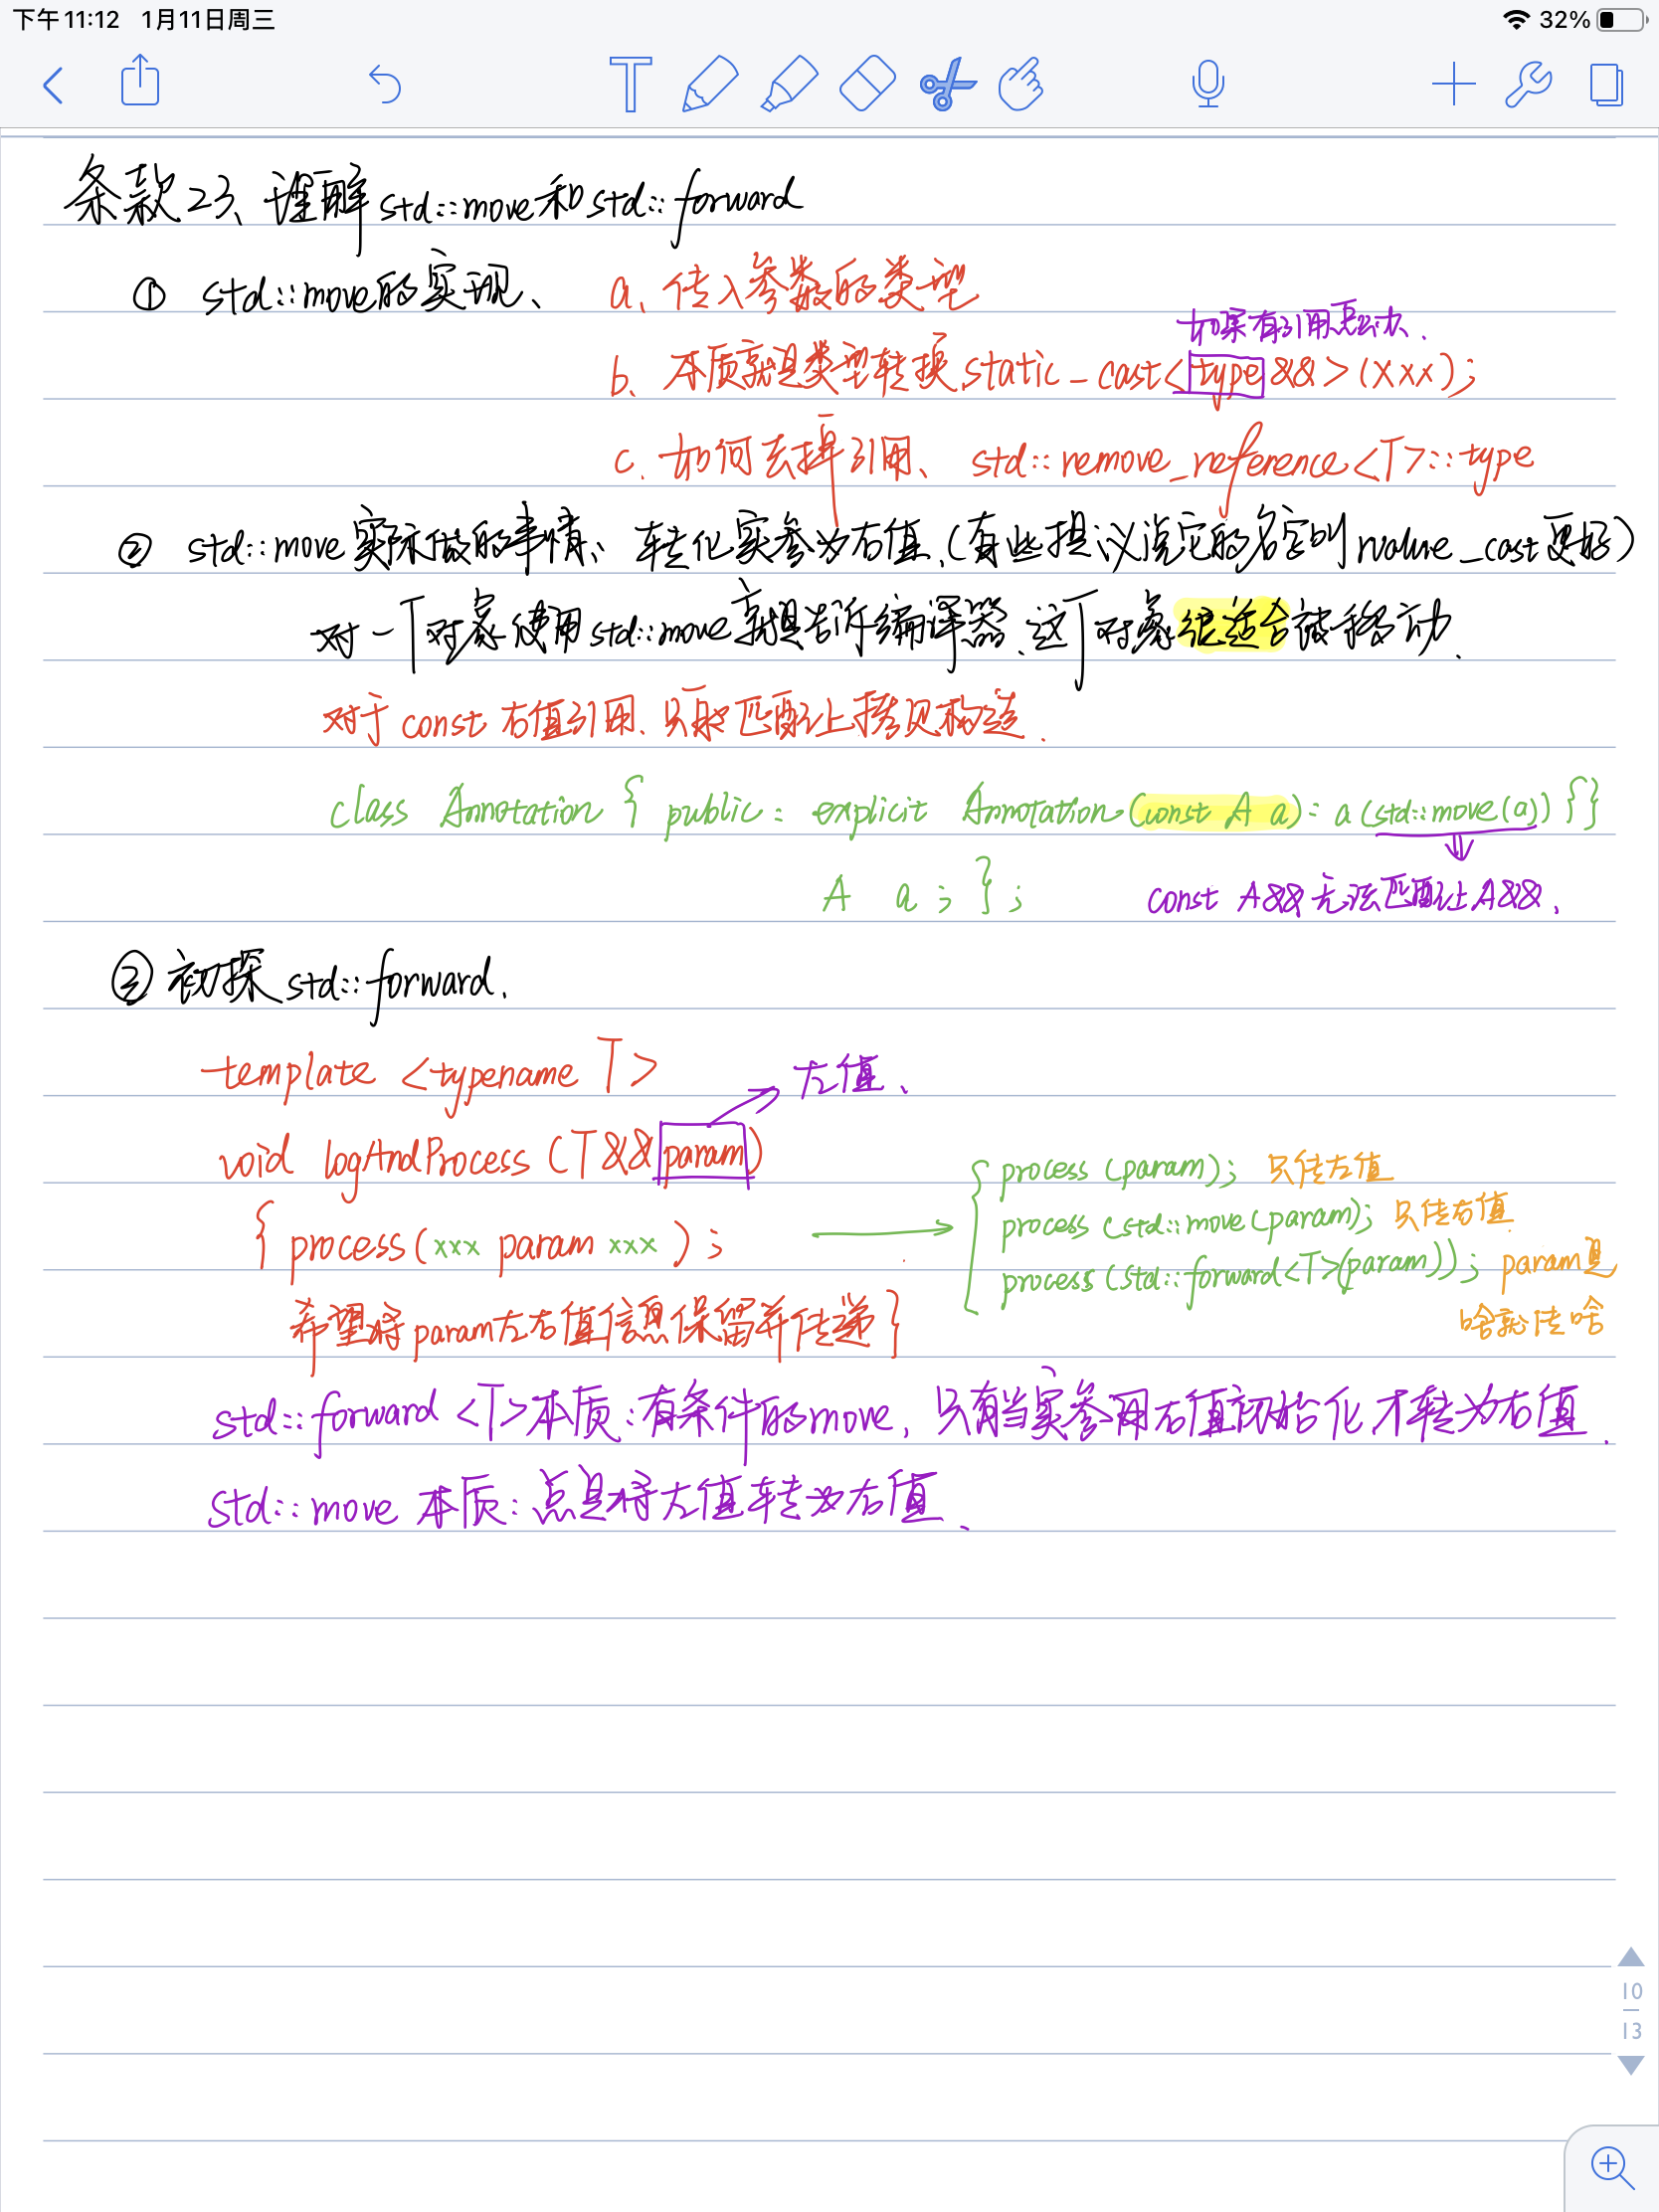 下午11:12 1月11日周三
32%
条款23、理解std::move和std::forward
① std::move的实现、 a、传入参数的类型
如果有引用怎么办、
b、本质就是类型转换 static_cast<type&&>(xxx);
c. 如何去掉引用、 std::remove_reference<T>::type
② std::move实际做的事情、转化实参为右值、(有些提议说它的名字叫rvalue_cast更好)
对一个对象使用std::move就是告诉编译器、这个对象很适合被移动、
对于const右值引用、只能匹配让拷贝构造、
class Annotation { public: explicit Annotation(const A a): a(std::move(a)) {}
A a; }; const A&&无法匹配让A&&、
③ 初探std::forward.
template <typename T>
左值、
void logAndProcess (T&& param)
process (param); 只传左值
{ process(xxx param xxx );
process (std::move(param); 只传右值
process (std::forward<T>(param)); param是
啥就传啥
希望将param左右值信息保留并传递 }
std::forward <T>本质:有条件的move, 只有当实参用右值初始化才转为右值.
std::move 本质:只是将左值转为右值、
10
13